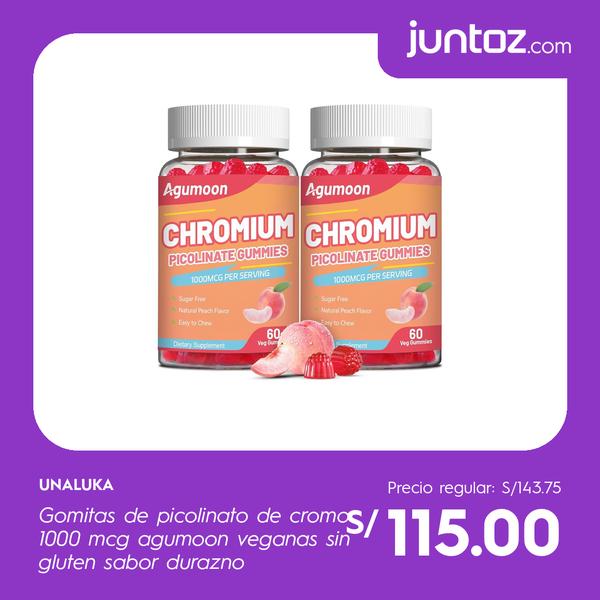 juntoz.com
Agumoon
CHROMIUM
PICOLINATE GUMMIES
1000MCG PER SERVING
Sugar Free
Natural Peach Flavor
Easy to Chew
60
Veg Gummies
Dietary Supplement
Agumoon
CHROMIUM
PICOLINATE GUMMIES
1000MCG PER SERVING
Sugar Free
Natural Peach Flavor
Easy to Chew
60
Veg Gummies
UNALUKA
Gomitas de picolinato de cromo
1000 mcg agumoon veganas sin
gluten sabor durazno
Precio regular: S/143.75
S/ 115.00